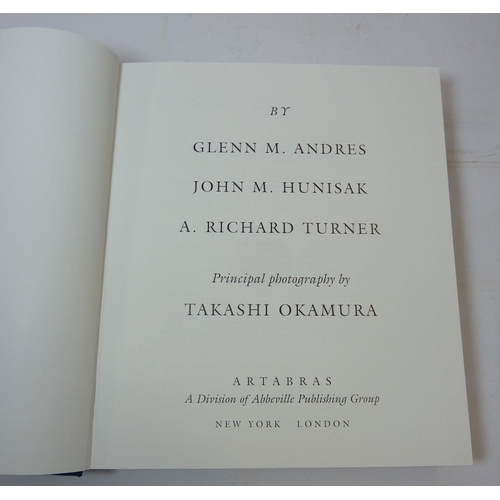 BY
GLENN M. ANDRES
JOHN M. HUNISAK
A. RICHARD TURNER
Principal photography by
TAKASHI OKAMURA
ARTABRAS
A Division of Abbeville Publishing Group
NEW YORK LONDON